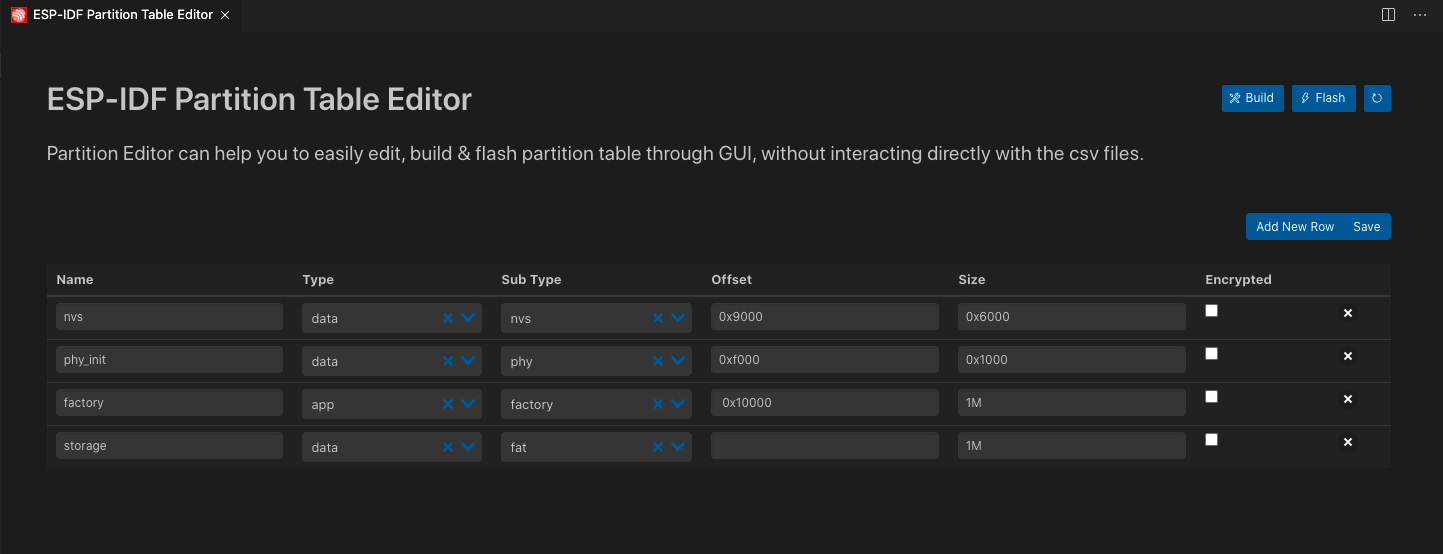 ESP-IDF Partition Table Editor
ESP-IDF Partition Table Editor
Build Flash
Partition Editor can help you to easily edit, build & flash partition table through GUI, without interacting directly with the csv files.
Add New Row Save
Name Type Sub Type Offset Size Encrypted
nvs data nvs 0x9000 0x6000
phy_init data phy 0xf000 0x1000
factory app factory 0x10000 1M
storage data fat 1M